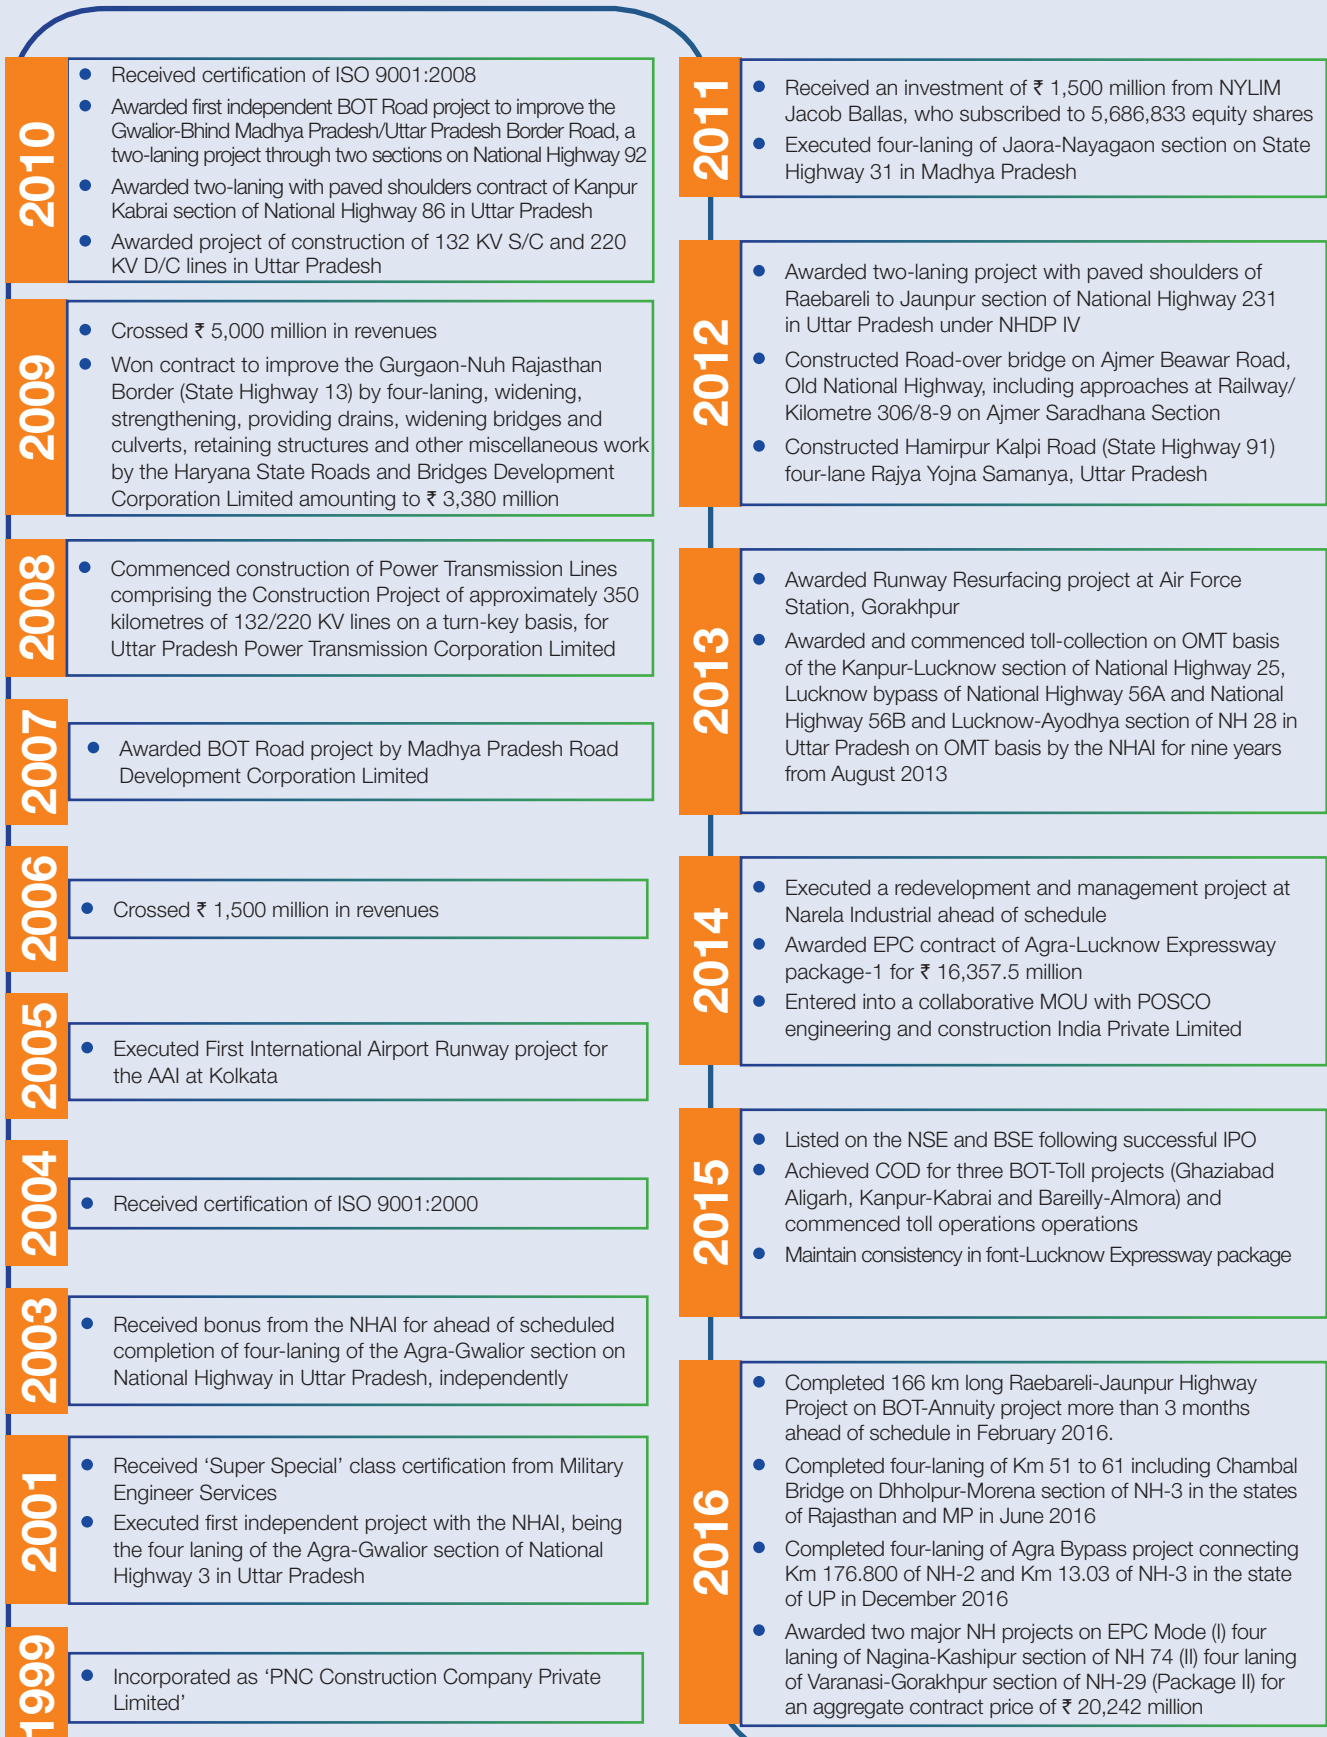 2010
Received certification of ISO 9001:2008
Awarded first independent BOT Road project to improve the
Gwalior-Bhind Madhya Pradesh/Uttar Pradesh Border Road, a
two-laning project through two sections on National Highway 92
Awarded two-laning with paved shoulders contract of Kanpur
Kabrai section of National Highway 86 in Uttar Pradesh
Awarded project of construction of 132 KV S/C and 220
KV D/C lines in Uttar Pradesh
2009
Crossed ₹ 5,000 million in revenues
Won contract to improve the Gurgaon-Nuh Rajasthan
Border (State Highway 13) by four-laning, widening,
strengthening, providing drains, widening bridges and
culverts, retaining structures and other miscellaneous work
by the Haryana State Roads and Bridges Development
Corporation Limited amounting to ₹ 3,380 million
2008
Commenced construction of Power Transmission Lines
comprising the Construction Project of approximately 350
kilometres of 132/220 KV lines on a turn-key basis, for
Uttar Pradesh Power Transmission Corporation Limited
2007
Awarded BOT Road project by Madhya Pradesh Road
Development Corporation Limited
2006
Crossed ₹ 1,500 million in revenues
2005
Executed First International Airport Runway project for
the AAI at Kolkata
2004
Received certification of ISO 9001:2000
2003
Received bonus from the NHAI for ahead of scheduled
completion of four-laning of the Agra-Gwalior section on
National Highway in Uttar Pradesh, independently
2001
Received ‘Super Special’ class certification from Military
Engineer Services
Executed first independent project with the NHAI, being
the four laning of the Agra-Gwalior section of National
Highway 3 in Uttar Pradesh
1999
Incorporated as ‘PNC Construction Company Private
Limited’
2011
Received an investment of ₹ 1,500 million from NYLIM
Jacob Ballas, who subscribed to 5,686,833 equity shares
Executed four-laning of Jaora-Nayagaon section on State
Highway 31 in Madhya Pradesh
2012
Awarded two-laning project with paved shoulders of
Raebareli to Jaunpur section of National Highway 231
in Uttar Pradesh under NHDP IV
Constructed Road-over bridge on Ajmer Beawar Road,
Old National Highway, including approaches at Railway/
Kilometre 306/8-9 on Ajmer Saradhana Section
Constructed Hamirpur Kalpi Road (State Highway 91)
four-lane Rajya Yojna Samanya, Uttar Pradesh
2013
Awarded Runway Resurfacing project at Air Force
Station, Gorakhpur
Awarded and commenced toll-collection on OMT basis
of the Kanpur-Lucknow section of National Highway 25,
Lucknow bypass of National Highway 56A and National
Highway 56B and Lucknow-Ayodhya section of NH 28 in
Uttar Pradesh on OMT basis by the NHAI for nine years
from August 2013
2014
Executed a redevelopment and management project at
Narela Industrial ahead of schedule
Awarded EPC contract of Agra-Lucknow Expressway
package-1 for ₹ 16,357.5 million
Entered into a collaborative MOU with POSCO
engineering and construction India Private Limited
2015
Listed on the NSE and BSE following successful IPO
Achieved COD for three BOT-Toll projects (Ghaziabad
Aligarh, Kanpur-Kabrai and Bareilly-Almora) and
commenced toll operations operations
Maintain consistency in font-Lucknow Expressway package
2016
Completed 166 km long Raebareli-Jaunpur Highway
Project on BOT-Annuity project more than 3 months
ahead of schedule in February 2016.
Completed four-laning of Km 51 to 61 including Chambal
Bridge on Dhholpur-Morena section of NH-3 in the states
of Rajasthan and MP in June 2016
Completed four-laning of Agra Bypass project connecting
Km 176.800 of NH-2 and Km 13.03 of NH-3 in the state
of UP in December 2016
Awarded two major NH projects on EPC Mode (I) four
laning of Nagina-Kashipur section of NH 74 (II) four laning
of Varanasi-Gorakhpur section of NH-29 (Package II) for
an aggregate contract price of ₹ 20,242 million